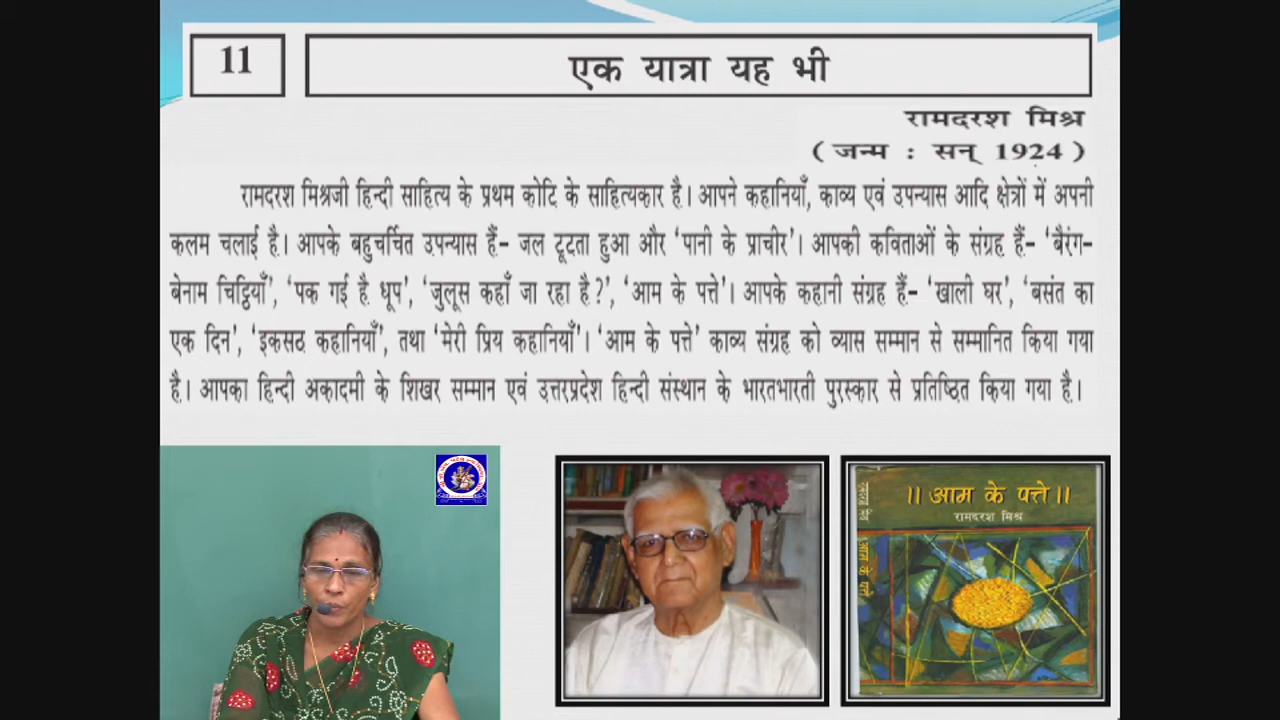 11
एक यात्रा यह भी
रामदरश मिश्र
( जन्म : सन् 1924 )
रामदरश मिश्रजी हिन्दी साहित्य के प्रथम कोटि के साहित्यकार है। आपने कहानियाँ, काव्य एवं उपन्यास आदि क्षेत्रों में अपनी
कलम चलाई है। आपके बहुचर्चित उपन्यास हैं- जल टूटता हुआ और 'पानी के प्राचीर'। आपकी कविताओं के संग्रह हैं- 'बैरंग-
बेनाम चिट्ठियाँ', 'पक गई है धूप', 'जुलूस कहाँ जा रहा है?', 'आम के पत्ते'। आपके कहानी संग्रह हैं- 'खाली घर', 'बसंत का
एक दिन', 'इकसठ कहानियाँ', तथा 'मेरी प्रिय कहानियाँ'। 'आम के पत्ते' काव्य संग्रह को व्यास सम्मान से सम्मानित किया गया
है। आपका हिन्दी अकादमी के शिखर सम्मान एवं उत्तरप्रदेश हिन्दी संस्थान के भारतभारती पुरस्कार से प्रतिष्ठित किया गया है।
।। आम के पत्ते ।।
रामदरश मिश्र
आम के पत्ते